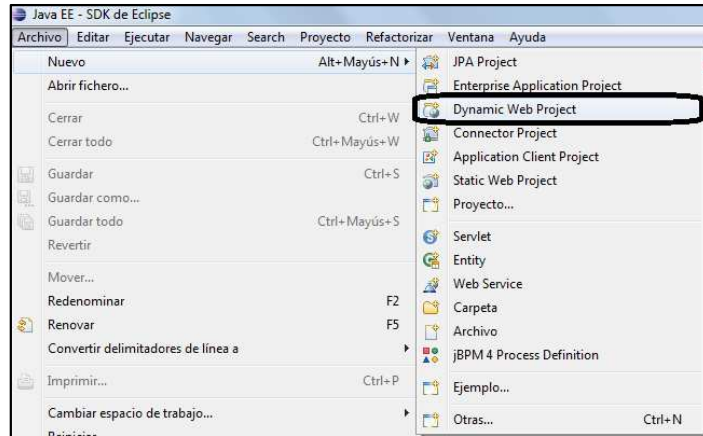 Java EE - SDK de Eclipse
Archivo Editar Ejecutar Navegar Search Proyecto Refactorizar Ventana Ayuda
Nuevo Alt+Mayús+N
Abrir fichero...
Cerrar Ctrl+W
Cerrar todo Ctrl+Mayús+W
Guardar Ctrl+S
Guardar como...
Guardar todo Ctrl+Mayús+S
Revertir
Mover...
Redenominar F2
Renovar F5
Convertir delimitadores de línea a
Imprimir... Ctrl+P
Cambiar espacio de trabajo...
Reiniciar
JPA Project
Enterprise Application Project
Dynamic Web Project
Connector Project
Application Client Project
Static Web Project
Proyecto...
Servlet
Entity
Web Service
Carpeta
Archivo
jBPM 4 Process Definition
Ejemplo...
Otras... Ctrl+N